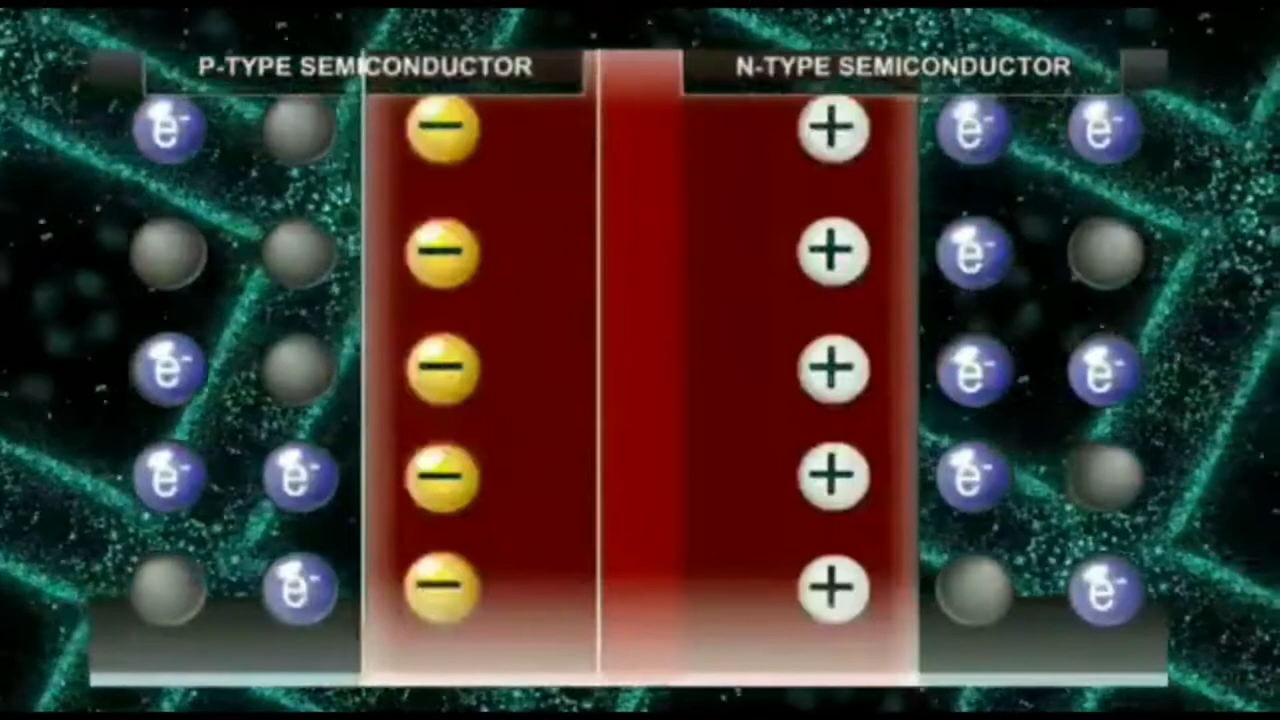 P-TYPE SEMICONDUCTOR N-TYPE SEMICONDUCTOR
e⁻ − + e⁻ e⁻
− + e⁻
e⁻ − + e⁻ e⁻
e⁻ e⁻ − + e⁻
e⁻ − + e⁻